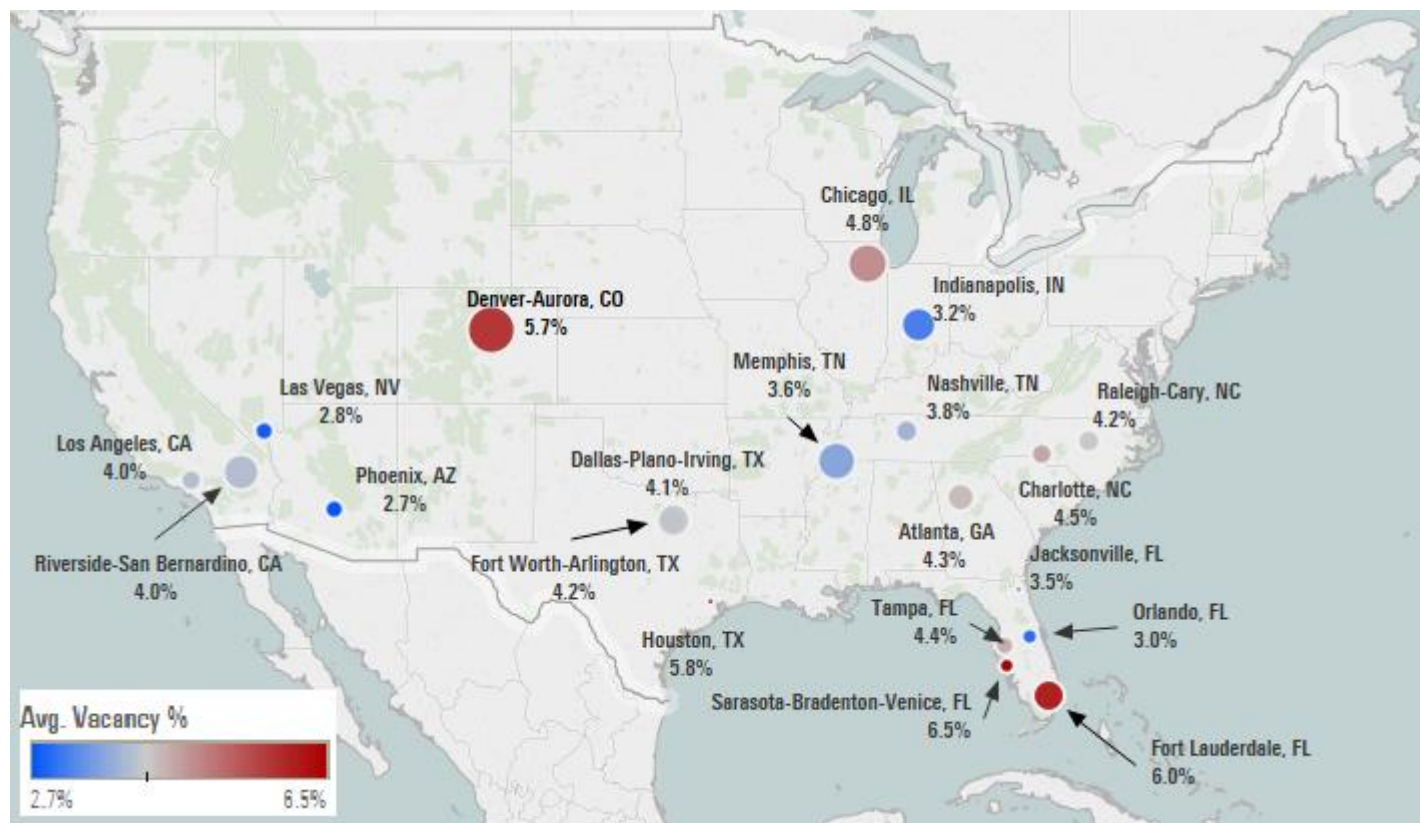 Chicago, IL
4.8%
Indianapolis, IN
3.2%
Denver-Aurora, CO
5.7%
Memphis, TN
3.6%
Nashville, TN
3.8%
Raleigh-Cary, NC
4.2%
Las Vegas, NV
2.8%
Los Angeles, CA
4.0%
Phoenix, AZ
2.7%
Dallas-Plano-Irving, TX
4.1%
Charlotte, NC
4.5%
Atlanta, GA
4.3%
Riverside-San Bernardino, CA
4.0%
Fort Worth-Arlington, TX
4.2%
Jacksonville, FL
3.5%
Tampa, FL
4.4%
Orlando, FL
3.0%
Houston, TX
5.8%
Sarasota-Bradenton-Venice, FL
6.5%
Fort Lauderdale, FL
6.0%
Avg. Vacancy %
2.7%
6.5%